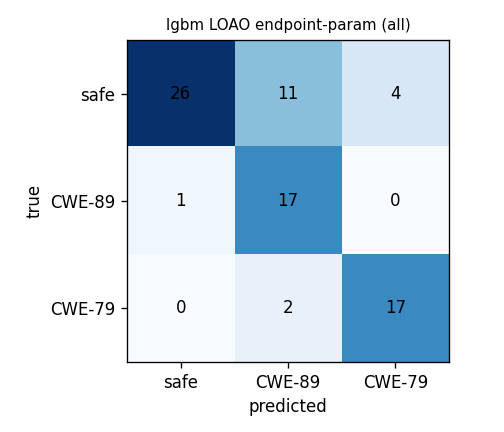 lgbm LOAO endpoint-param (all)
safe 26 11 4
CWE-89 1 17 0
CWE-79 0 2 17
safe CWE-89 CWE-79
predicted
true